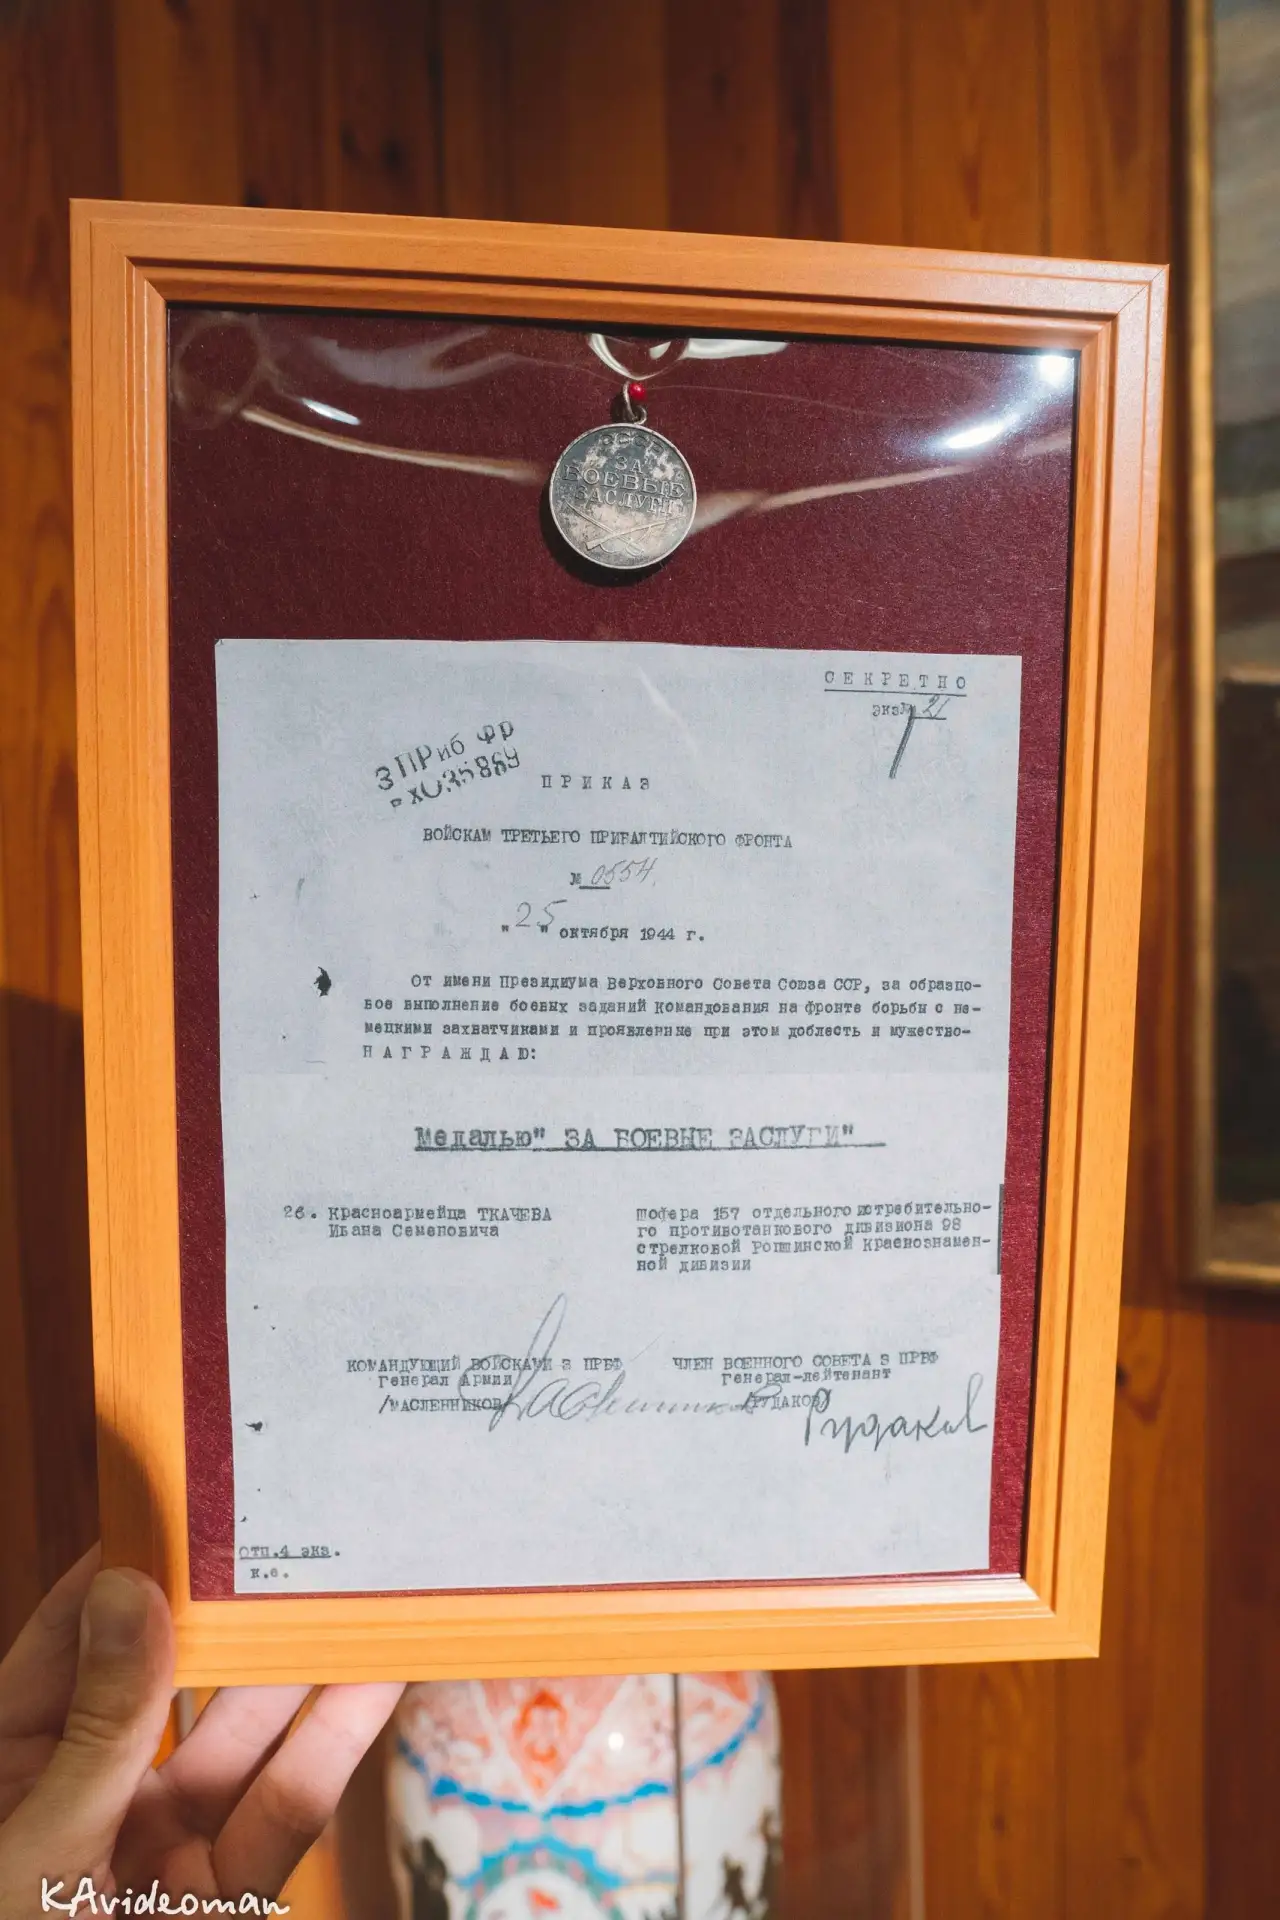 СССР
ЗА
БОЕВЫЕ
ЗАСЛУГИ
СЕКРЕТНО
экз№ 21
3 ПРиб фр
вх035869
ПРИКАЗ
ВОЙСКАМ ТРЕТЬЕГО ПРИБАЛТИЙСКОГО ФРОНТА
№ 0554
"25" октября 1944 г.
От имени Президиума Верховного Совета Союза ССР, за образцо-
вое выполнение боевых заданий Командования на фронте борьбы с не-
мецкими захватчиками и проявленные при этом доблесть и мужество-
НАГРАЖДАЮ:
Медалью" ЗА БОЕВЫЕ ЗАСЛУГИ"
26. Красноармейца ТКАЧЕВА
Ивана Семеновича
Шофера 157 отдельного истребительно-
го противотанкового дивизиона 98
стрелковой Ропшинской Краснознамен-
ной дивизии
КОМАНДУЮЩИЙ ВОЙСКАМИ 3 ПРБФ
Генерал Армии
/МАСЛЕННИКОВ/
Масленников
ЧЛЕН ВОЕННОГО СОВЕТА 3 ПРБФ
Генерал-лейтенант
/РУДАКОВ/
Рудаков
Отп.4 экз.
к.е.
KAvideoman